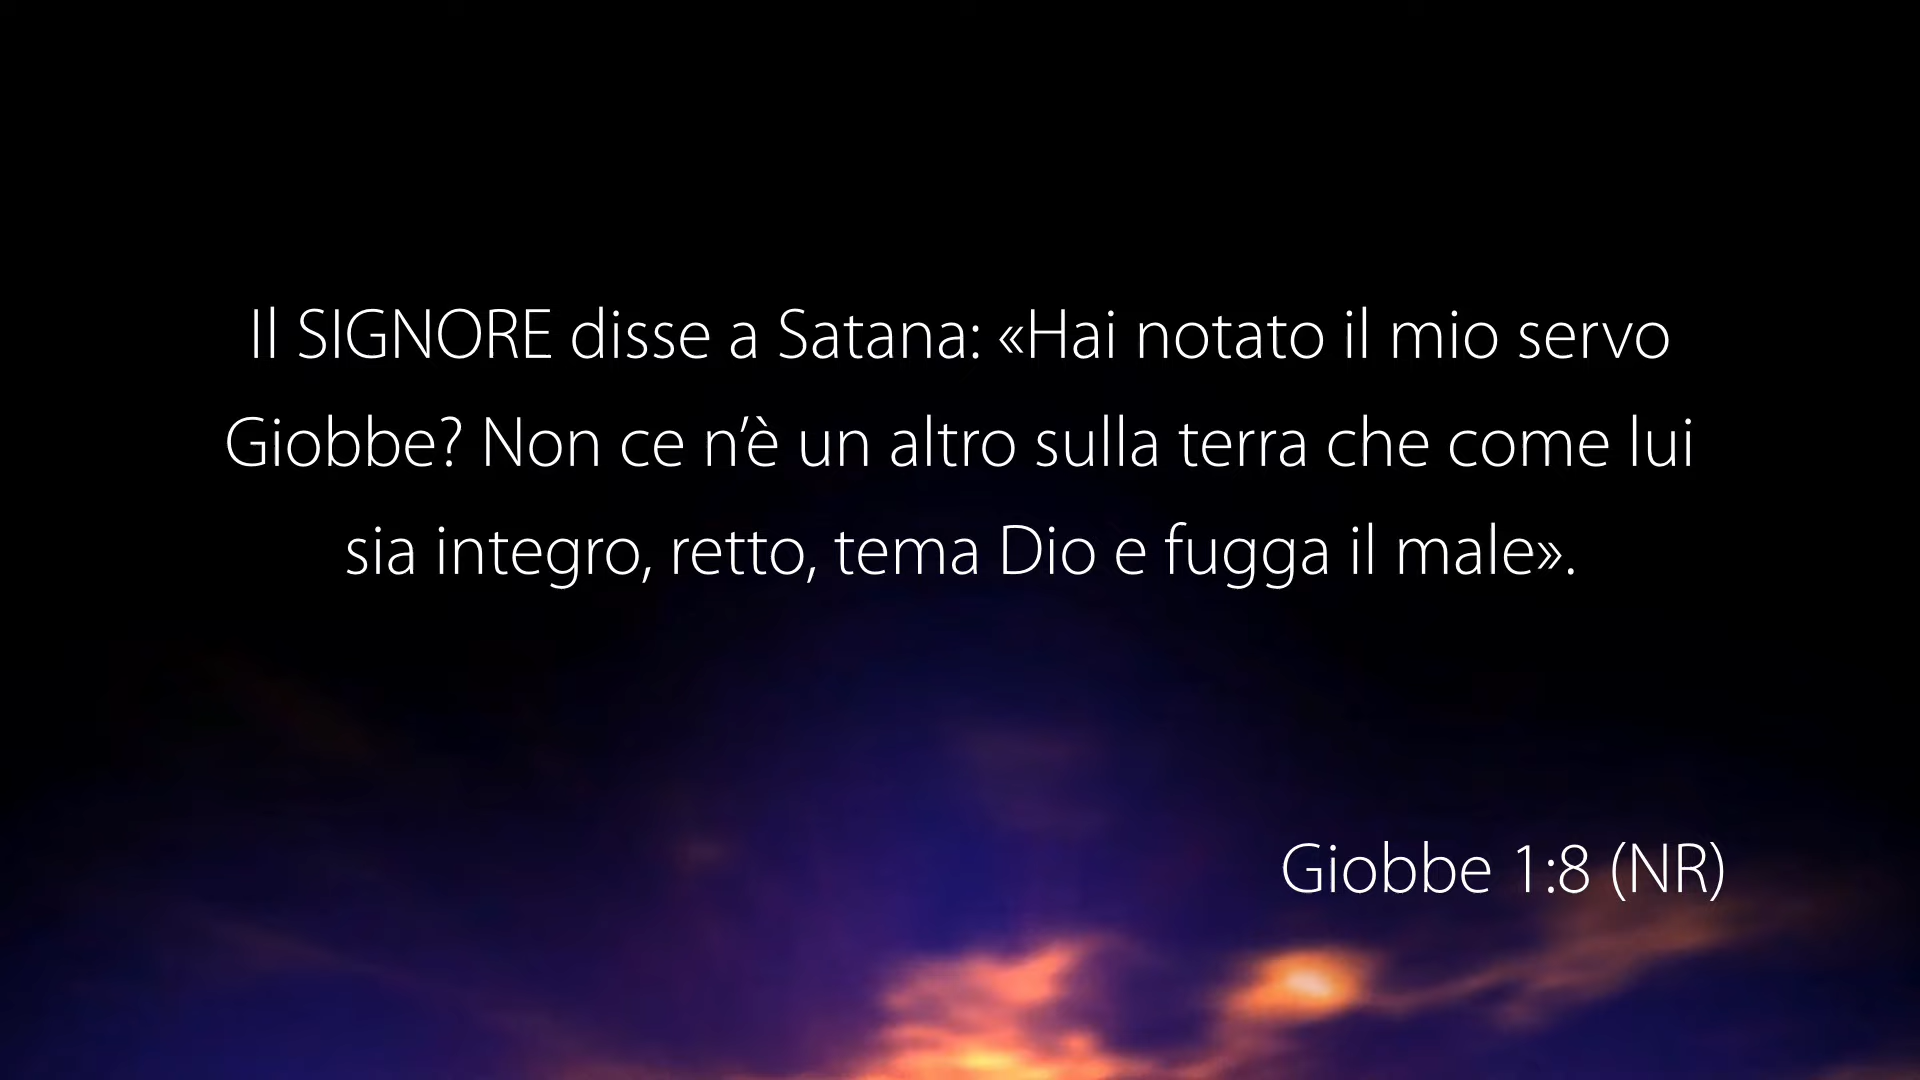 Il SIGNORE disse a Satana: «Hai notato il mio servo
Giobbe? Non ce n’è un altro sulla terra che come lui
sia integro, retto, tema Dio e fugga il male».
Giobbe 1:8 (NR)